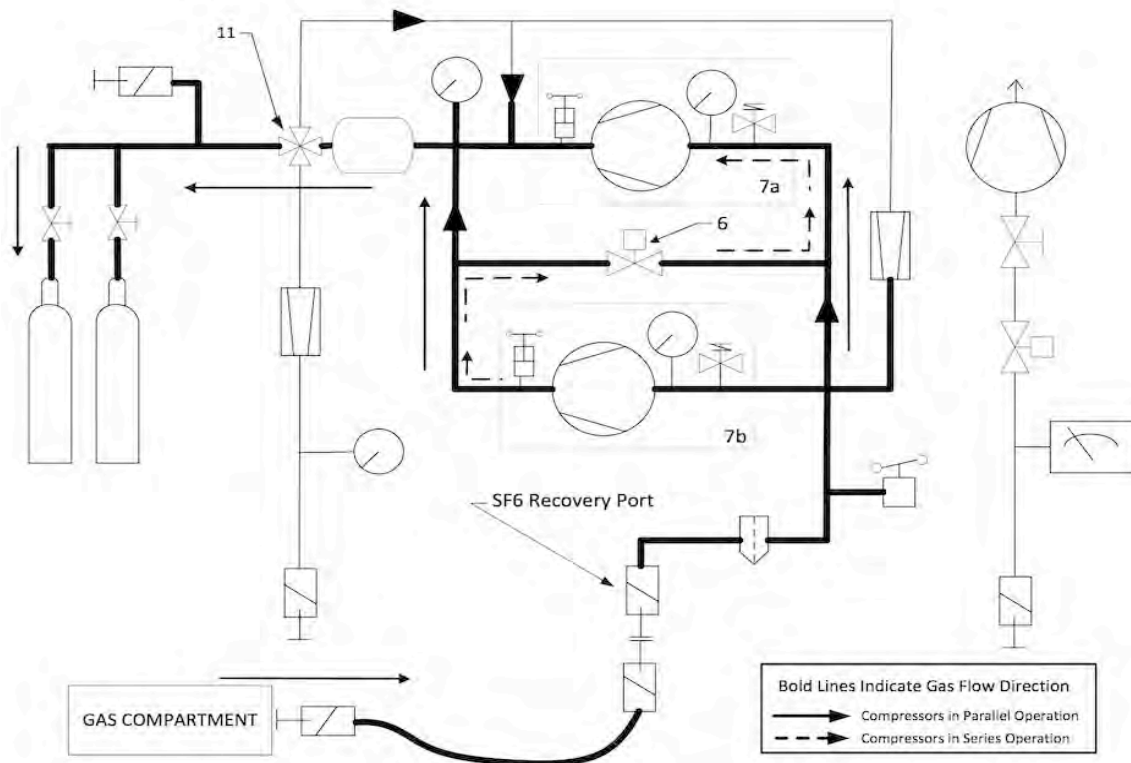 11
7a
6
7b
SF6 Recovery Port
GAS COMPARTMENT
Bold Lines Indicate Gas Flow Direction
Compressors in Parallel Operation
Compressors in Series Operation